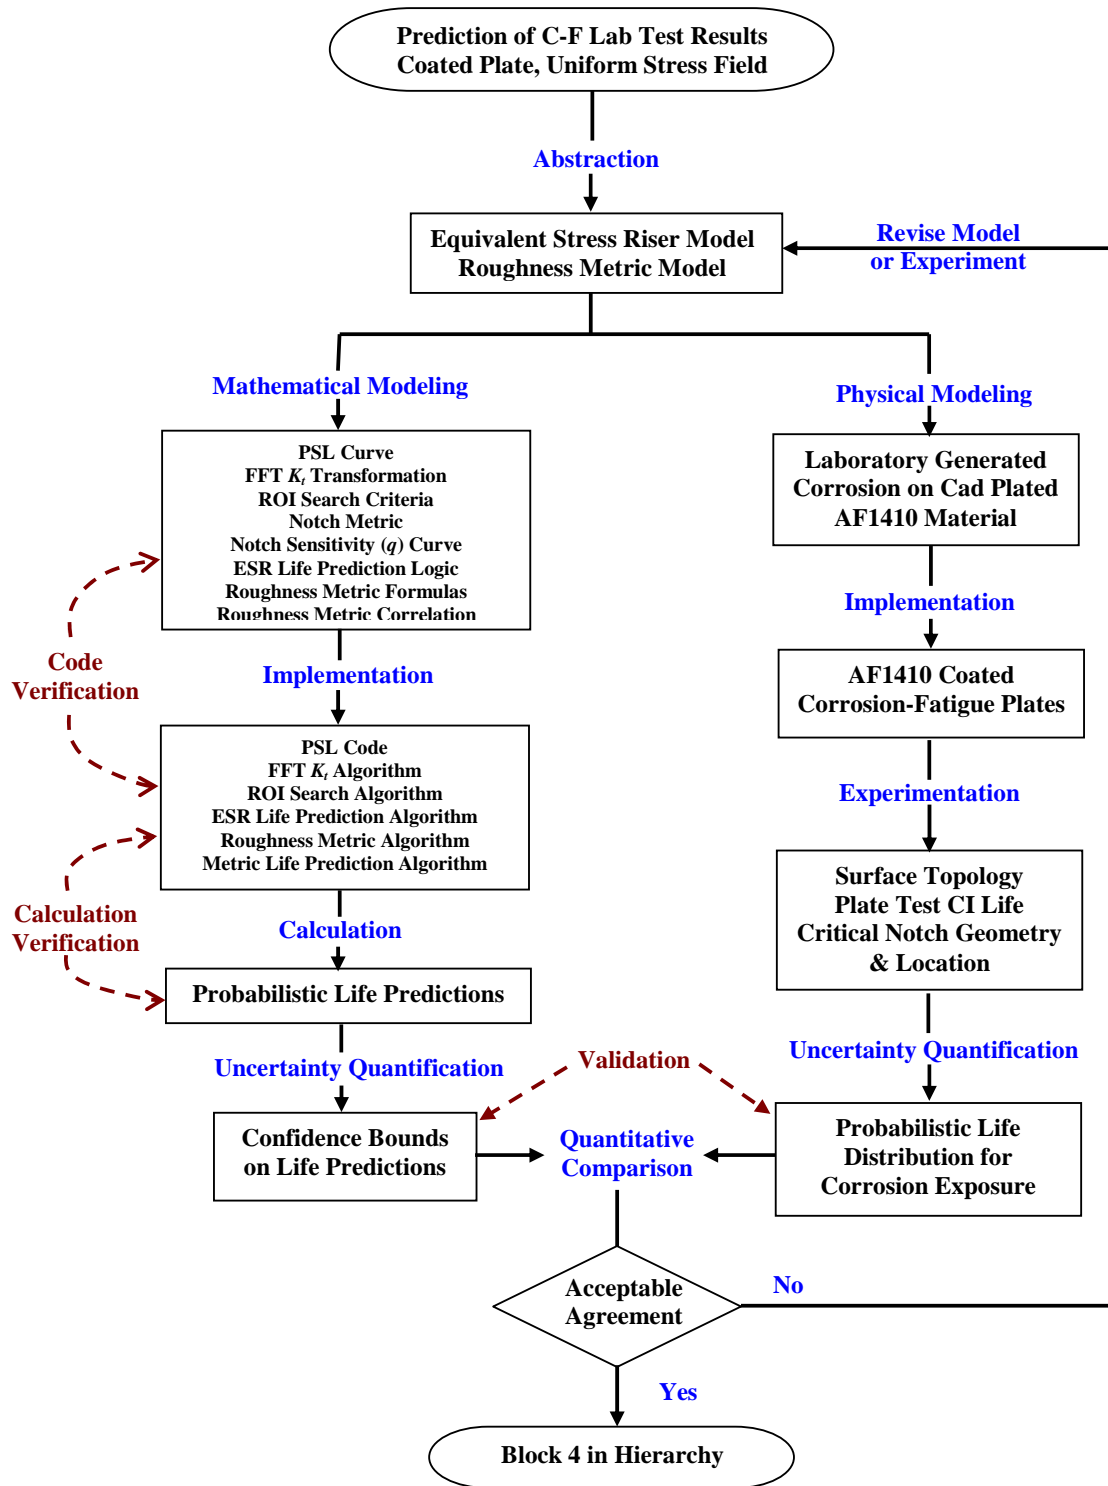 Prediction of C-F Lab Test Results
Coated Plate, Uniform Stress Field
Abstraction
Equivalent Stress Riser Model
Roughness Metric Model
Revise Model
or Experiment
Mathematical Modeling
PSL Curve
FFT Kt Transformation
ROI Search Criteria
Notch Metric
Notch Sensitivity (q) Curve
ESR Life Prediction Logic
Roughness Metric Formulas
Roughness Metric Correlation
Physical Modeling
Laboratory Generated
Corrosion on Cad Plated
AF1410 Material
Code
Verification
Implementation
Implementation
AF1410 Coated
Corrosion-Fatigue Plates
PSL Code
FFT Kt Algorithm
ROI Search Algorithm
ESR Life Prediction Algorithm
Roughness Metric Algorithm
Metric Life Prediction Algorithm
Experimentation
Surface Topology
Plate Test CI Life
Critical Notch Geometry
& Location
Calculation
Verification
Calculation
Probabilistic Life Predictions
Uncertainty Quantification
Validation
Uncertainty Quantification
Confidence Bounds
on Life Predictions
Quantitative
Comparison
Probabilistic Life
Distribution for
Corrosion Exposure
Acceptable
Agreement
No
Yes
Block 4 in Hierarchy